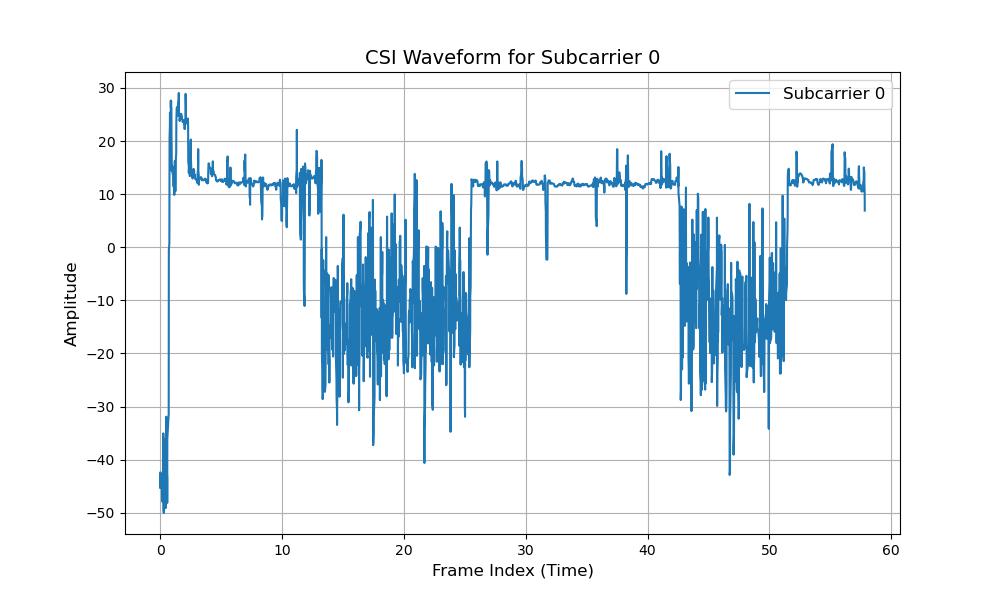 CSI Waveform for Subcarrier 0
Subcarrier 0
30
20
10
0
−10
−20
−30
−40
−50
Amplitude
0 10 20 30 40 50 60
Frame Index (Time)